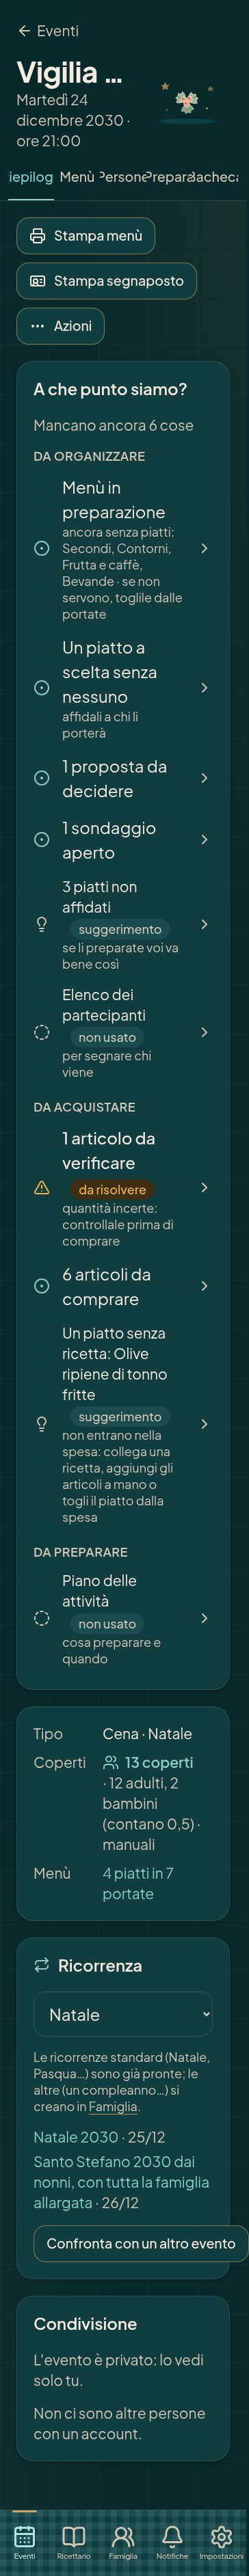 Eventi
Vigilia ...
Martedì 24
dicembre 2030 ·
ore 21:00
iepilog Menù Persone Prepara Bacheca
Stampa menù
Stampa segnaposto
Azioni
A che punto siamo?
Mancano ancora 6 cose
DA ORGANIZZARE
Menù in
preparazione
ancora senza piatti:
Secondi, Contorni,
Frutta e caffè,
Bevande · se non
servono, toglile dalle
portate
Un piatto a
scelta senza
nessuno
affidali a chi li
porterà
1 proposta da
decidere
1 sondaggio
aperto
3 piatti non
affidati
suggerimento
se li preparate voi va
bene così
Elenco dei
partecipanti
non usato
per segnare chi
viene
DA ACQUISTARE
1 articolo da
verificare
da risolvere
quantità incerte:
controllale prima di
comprare
6 articoli da
comprare
Un piatto senza
ricetta: Olive
ripiene di tonno
fritte
suggerimento
non entrano nella
spesa: collega una
ricetta, aggiungi gli
articoli a mano o
togli il piatto dalla
spesa
DA PREPARARE
Piano delle
attività
non usato
cosa preparare e
quando
Tipo Cena · Natale
Coperti 13 coperti
· 12 adulti, 2
bambini
(contano 0,5) ·
manuali
Menù 4 piatti in 7
portate
Ricorrenza
Natale
Le ricorrenze standard (Natale,
Pasqua…) sono già pronte; le
altre (un compleanno…) si
creano in Famiglia.
Natale 2030 · 25/12
Santo Stefano 2030 dai
nonni, con tutta la famiglia
allargata · 26/12
Confronta con un altro evento
Condivisione
L'evento è privato: lo vedi
solo tu.
Non ci sono altre persone
con un account.
Eventi Ricettario Famiglia Notifiche Impostazioni